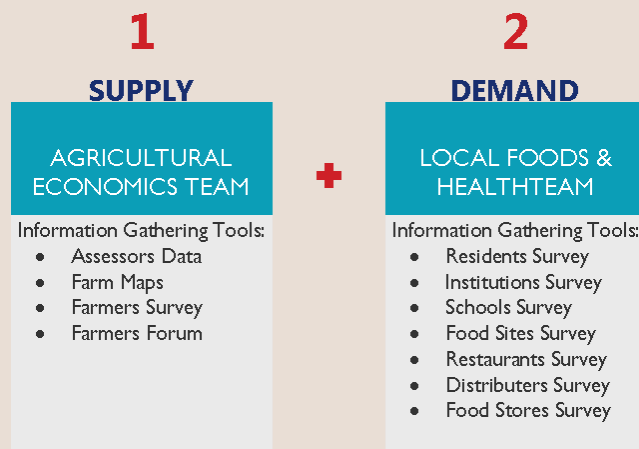 1
SUPPLY
AGRICULTURAL
ECONOMICS TEAM
Information Gathering Tools:
• Assessors Data
• Farm Maps
• Farmers Survey
• Farmers Forum
+
2
DEMAND
LOCAL FOODS &
HEALTHTEAM
Information Gathering Tools:
• Residents Survey
• Institutions Survey
• Schools Survey
• Food Sites Survey
• Restaurants Survey
• Distributers Survey
• Food Stores Survey